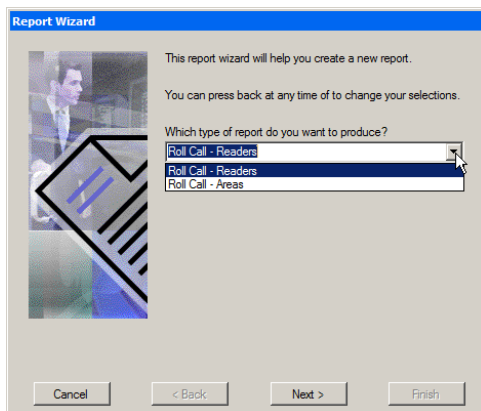 Report Wizard
This report wizard will help you create a new report.
You can press back at any time of to change your selections.
Which type of report do you want to produce?
Roll Call - Readers
Roll Call - Readers
Roll Call - Areas
Cancel
< Back
Next >
Finish